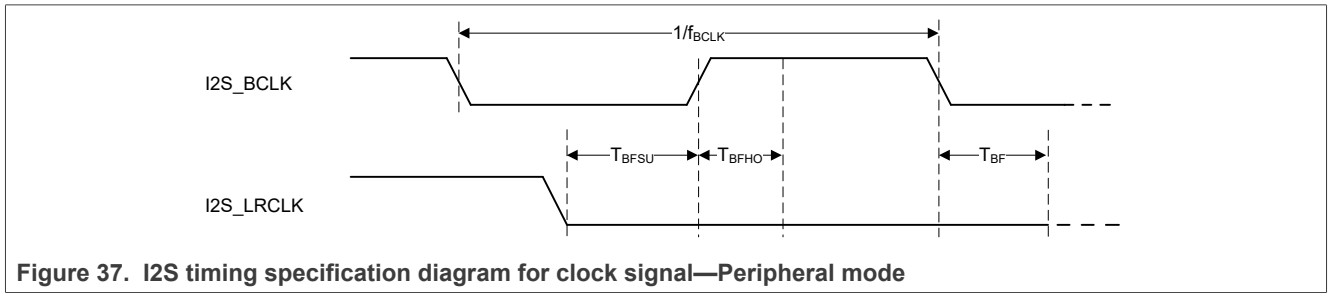 1/fBCLK
I2S_BCLK
TBFSU
TBFHO
TBF
I2S_LRCLK
Figure 37. I2S timing specification diagram for clock signal—Peripheral mode